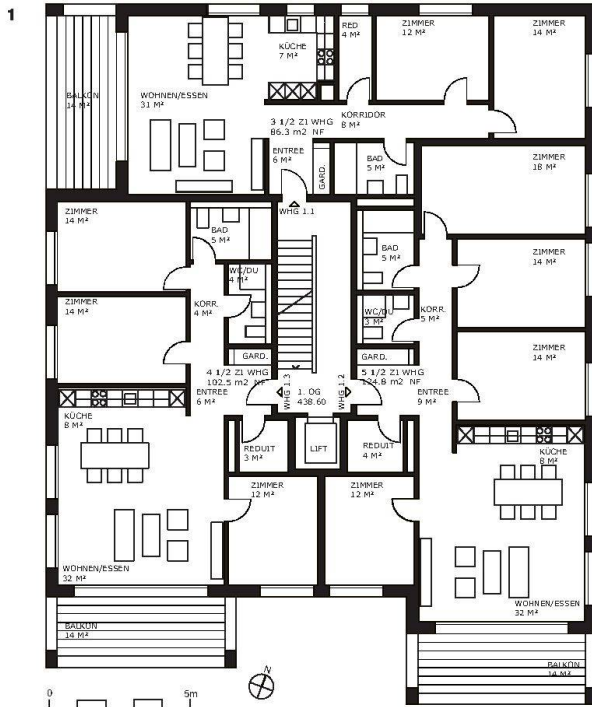 1
RED
4 M²
ZIMMER
12 M²
ZIMMER
14 M²
KÜCHE
7 M²
BALKON
14 M²
WOHNEN/ESSEN
31 M²
3 1/2 ZI WHG
86.3 m2 NF
KORRIDOR
8 M²
ENTREE
6 M²
GARD.
BAD
5 M²
ZIMMER
18 M²
WHG 1.1
ZIMMER
14 M²
BAD
5 M²
BAD
5 M²
ZIMMER
14 M²
WC/DU
4 M²
ZIMMER
14 M²
KORR.
4 M²
WC/DU
3 M²
KORR.
5 M²
ZIMMER
14 M²
GARD.
GARD.
4 1/2 ZI WHG
102.5 m2 NF
5 1/2 ZI WHG
124.8 m2 NF
ENTREE
6 M²
WHG 1.3
1. OG
438.60
WHG 1.2
ENTREE
9 M²
KÜCHE
8 M²
REDUIT
3 M²
LIFT
REDUIT
4 M²
KÜCHE
8 M²
ZIMMER
12 M²
ZIMMER
12 M²
WOHNEN/ESSEN
32 M²
WOHNEN/ESSEN
32 M²
BALKON
14 M²
BALKON
14 M²
N
0 5m